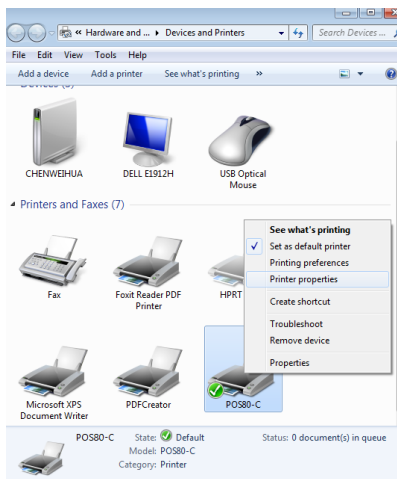 Hardware and ... Devices and Printers
Search Devices ...
File Edit View Tools Help
Add a device Add a printer See what's printing »
CHENWEIHUA
DELL E1912H
USB Optical Mouse
Printers and Faxes (7)
See what's printing
Set as default printer
Printing preferences
Printer properties
Create shortcut
Troubleshoot
Remove device
Properties
Fax
Foxit Reader PDF Printer
HPRT
Microsoft XPS Document Writer
PDFCreator
POS80-C
POS80-C State: Default Status: 0 document(s) in queue
Model: POS80-C
Category: Printer